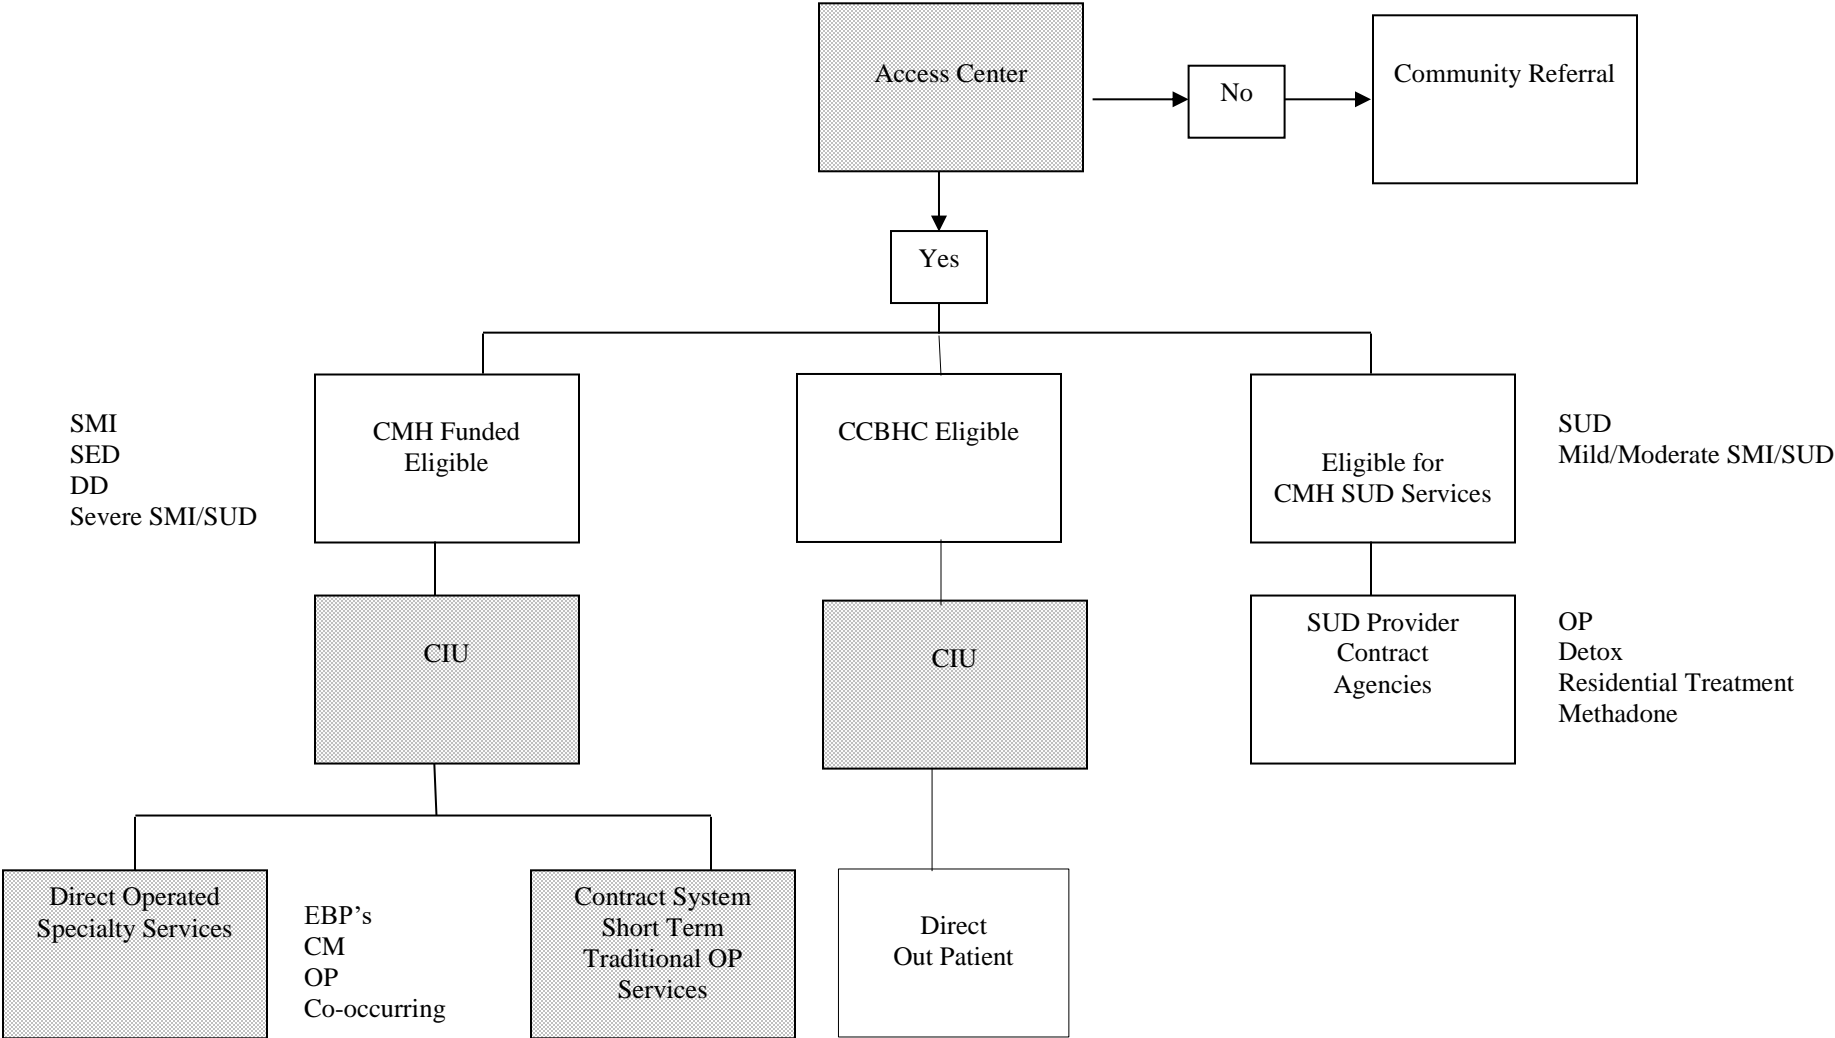 Access Center
No
Community Referral
Yes
SMI
SED
DD
Severe SMI/SUD
CMH Funded
Eligible
CCBHC Eligible
Eligible for
CMH SUD Services
SUD
Mild/Moderate SMI/SUD
CIU
CIU
SUD Provider
Contract
Agencies
OP
Detox
Residential Treatment
Methadone
Direct Operated
Specialty Services
EBP’s
CM
OP
Co-occurring
Contract System
Short Term
Traditional OP
Services
Direct
Out Patient